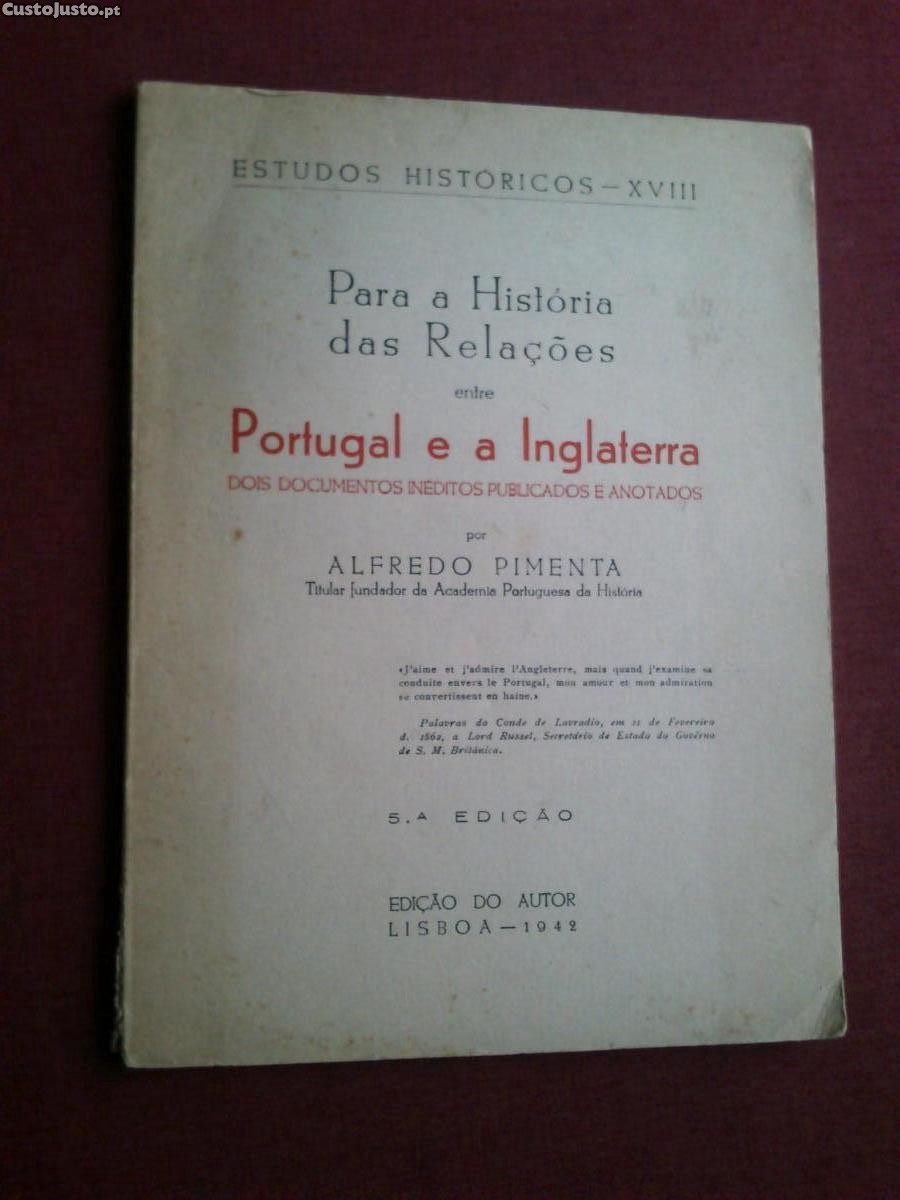 CustoJusto.pt
ESTUDOS HISTÓRICOS — XVIII
Para a História
das Relações
entre
Portugal e a Inglaterra
DOIS DOCUMENTOS INÉDITOS PUBLICADOS E ANOTADOS
por
ALFREDO PIMENTA
Titular fundador da Academia Portuguesa da História
«J'aime et j'admire l'Angleterre, mais quand j'examine sa
conduite envers le Portugal, mon amour et mon admiration
se convertissent en haine.»
Palavras do Conde de Lavradio, em 21 de Fevereiro
d. 1862, a Lord Russel, Secretário de Estado do Govêrno
de S. M. Britânica.
5.ª EDIÇÃO
EDIÇÃO DO AUTOR
LISBOA — 1942